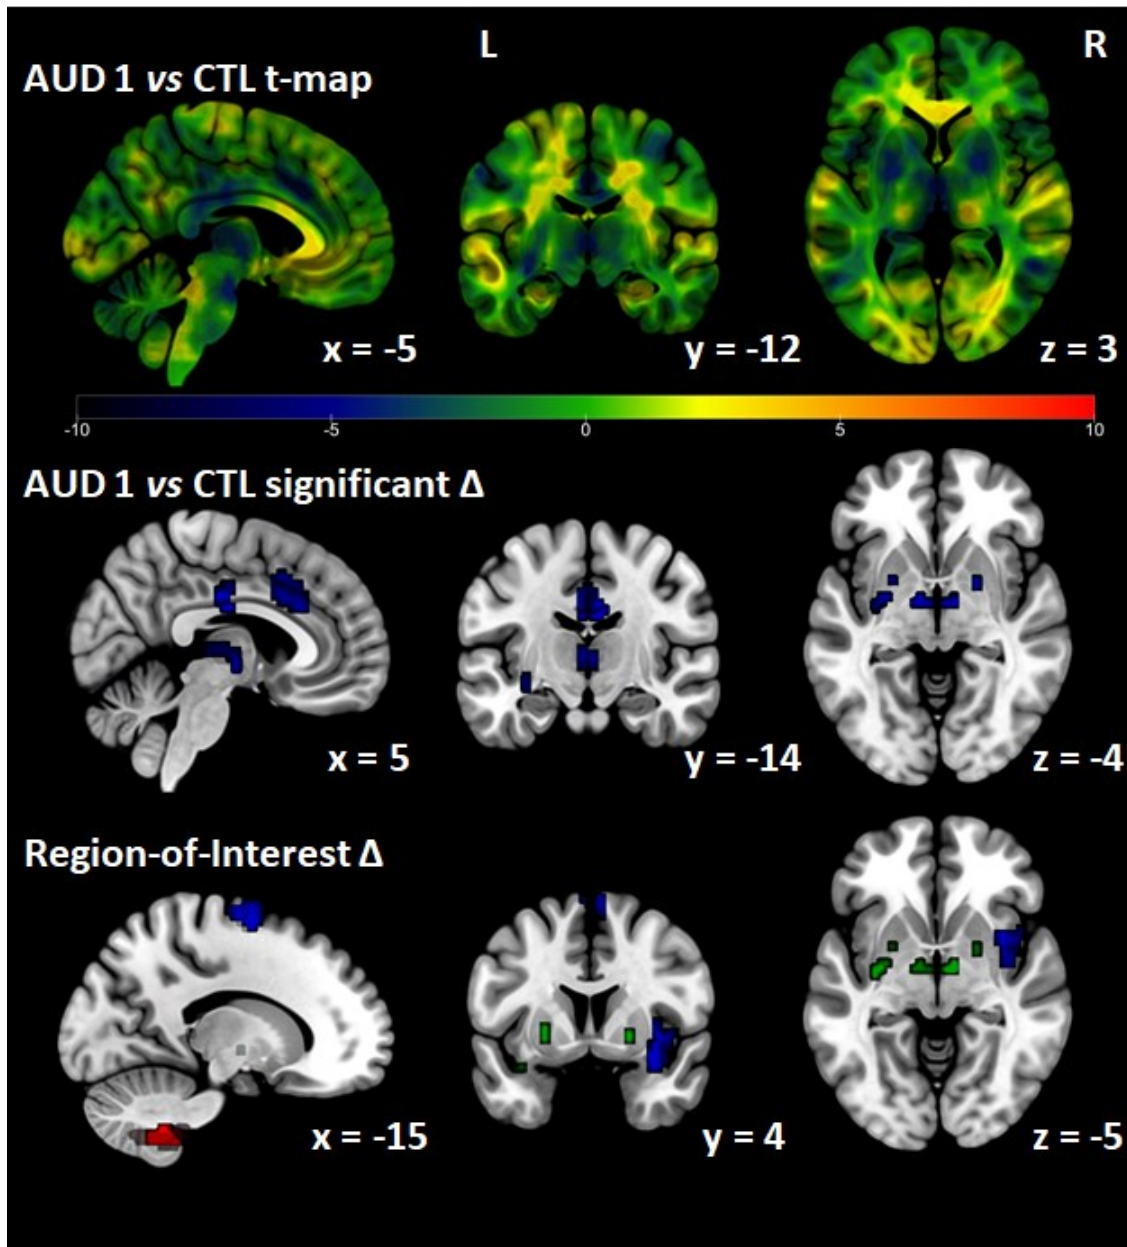 L R
AUD 1 vs CTL t-map
x = -5 y = -12 z = 3
-10 -5 0 5 10
AUD 1 vs CTL significant Δ
x = 5 y = -14 z = -4
Region-of-Interest Δ
x = -15 y = 4 z = -5